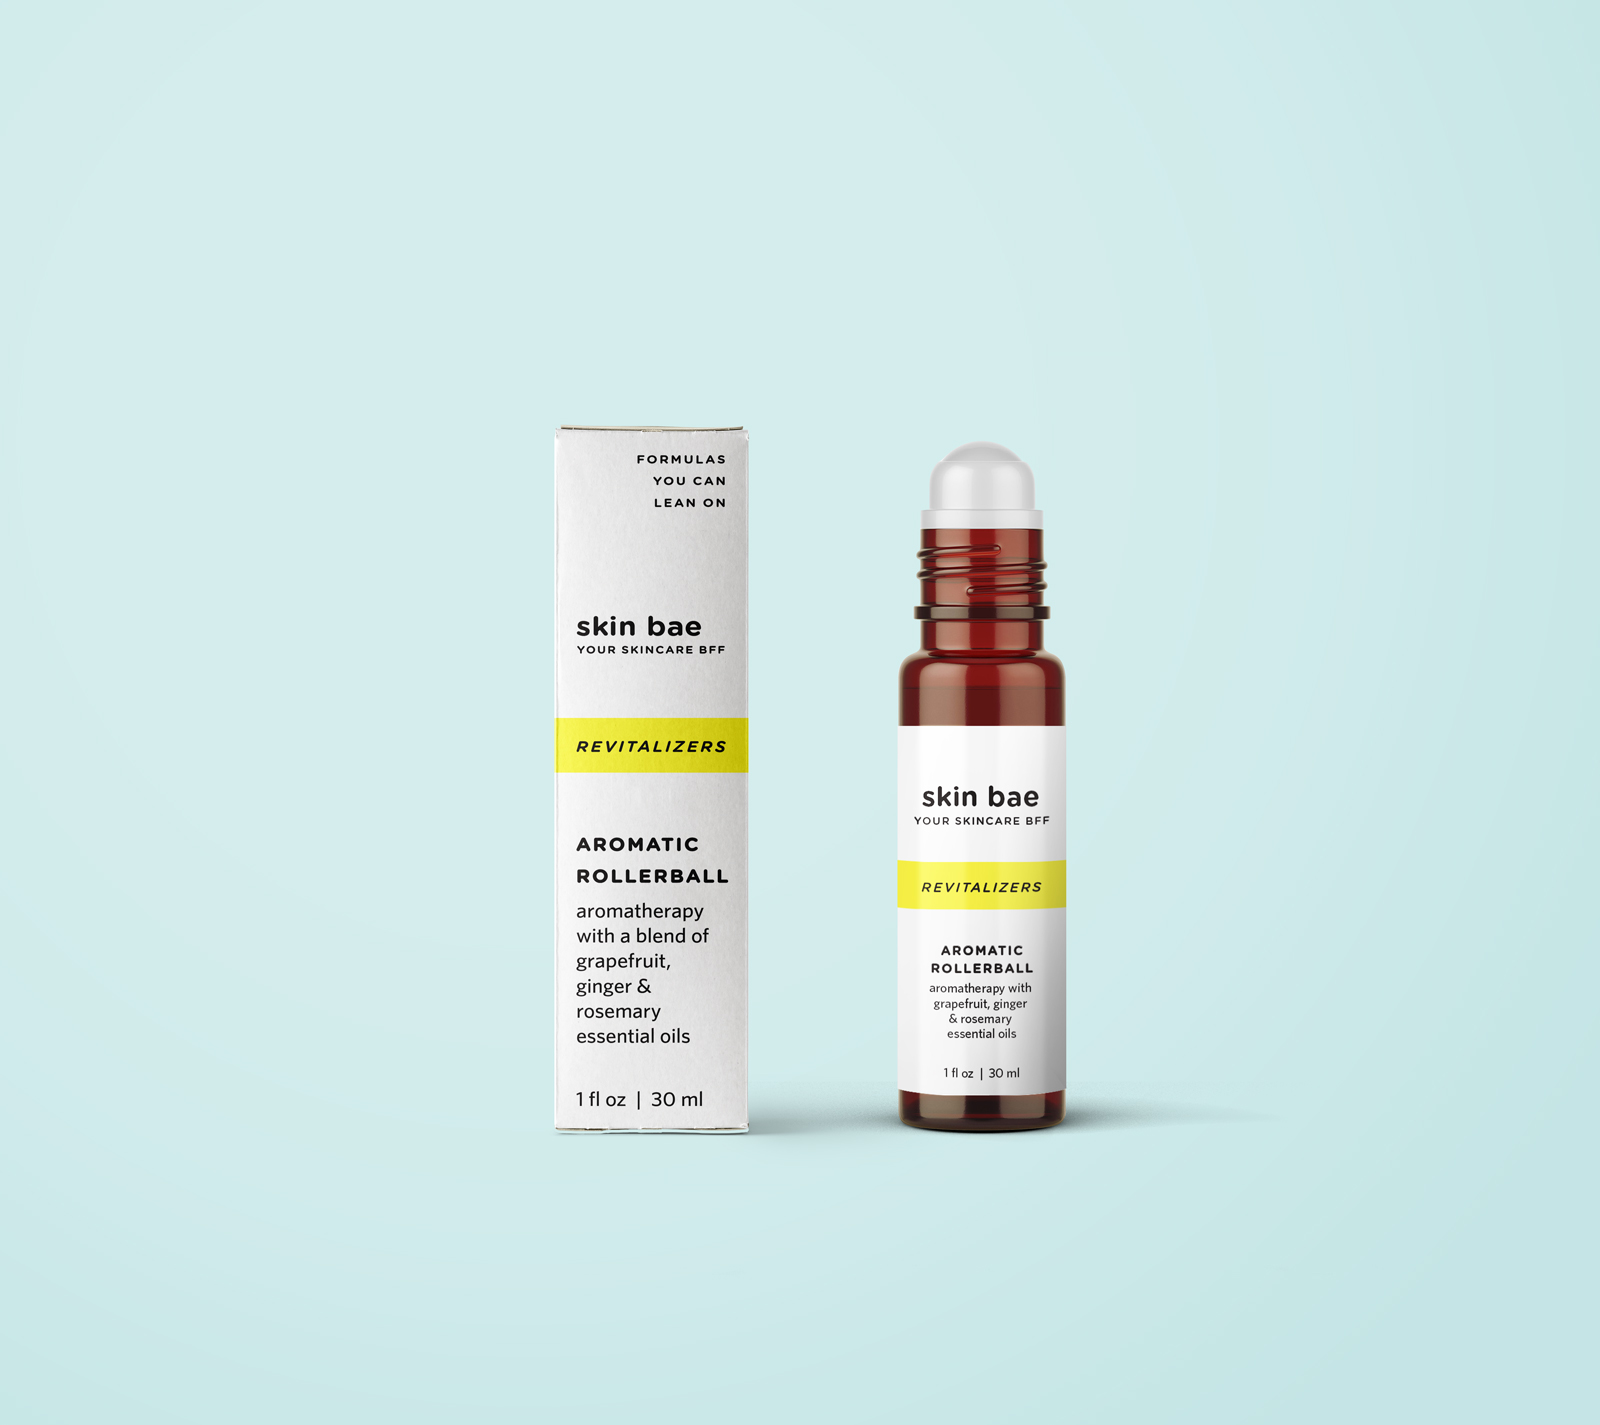 FORMULAS
YOU CAN
LEAN ON
skin bae
YOUR SKINCARE BFF
REVITALIZERS
AROMATIC
ROLLERBALL
aromatherapy
with a blend of
grapefruit,
ginger &
rosemary
essential oils
1 fl oz | 30 ml
skin bae
YOUR SKINCARE BFF
REVITALIZERS
AROMATIC
ROLLERBALL
aromatherapy with
grapefruit, ginger
& rosemary
essential oils
1 fl oz | 30 ml